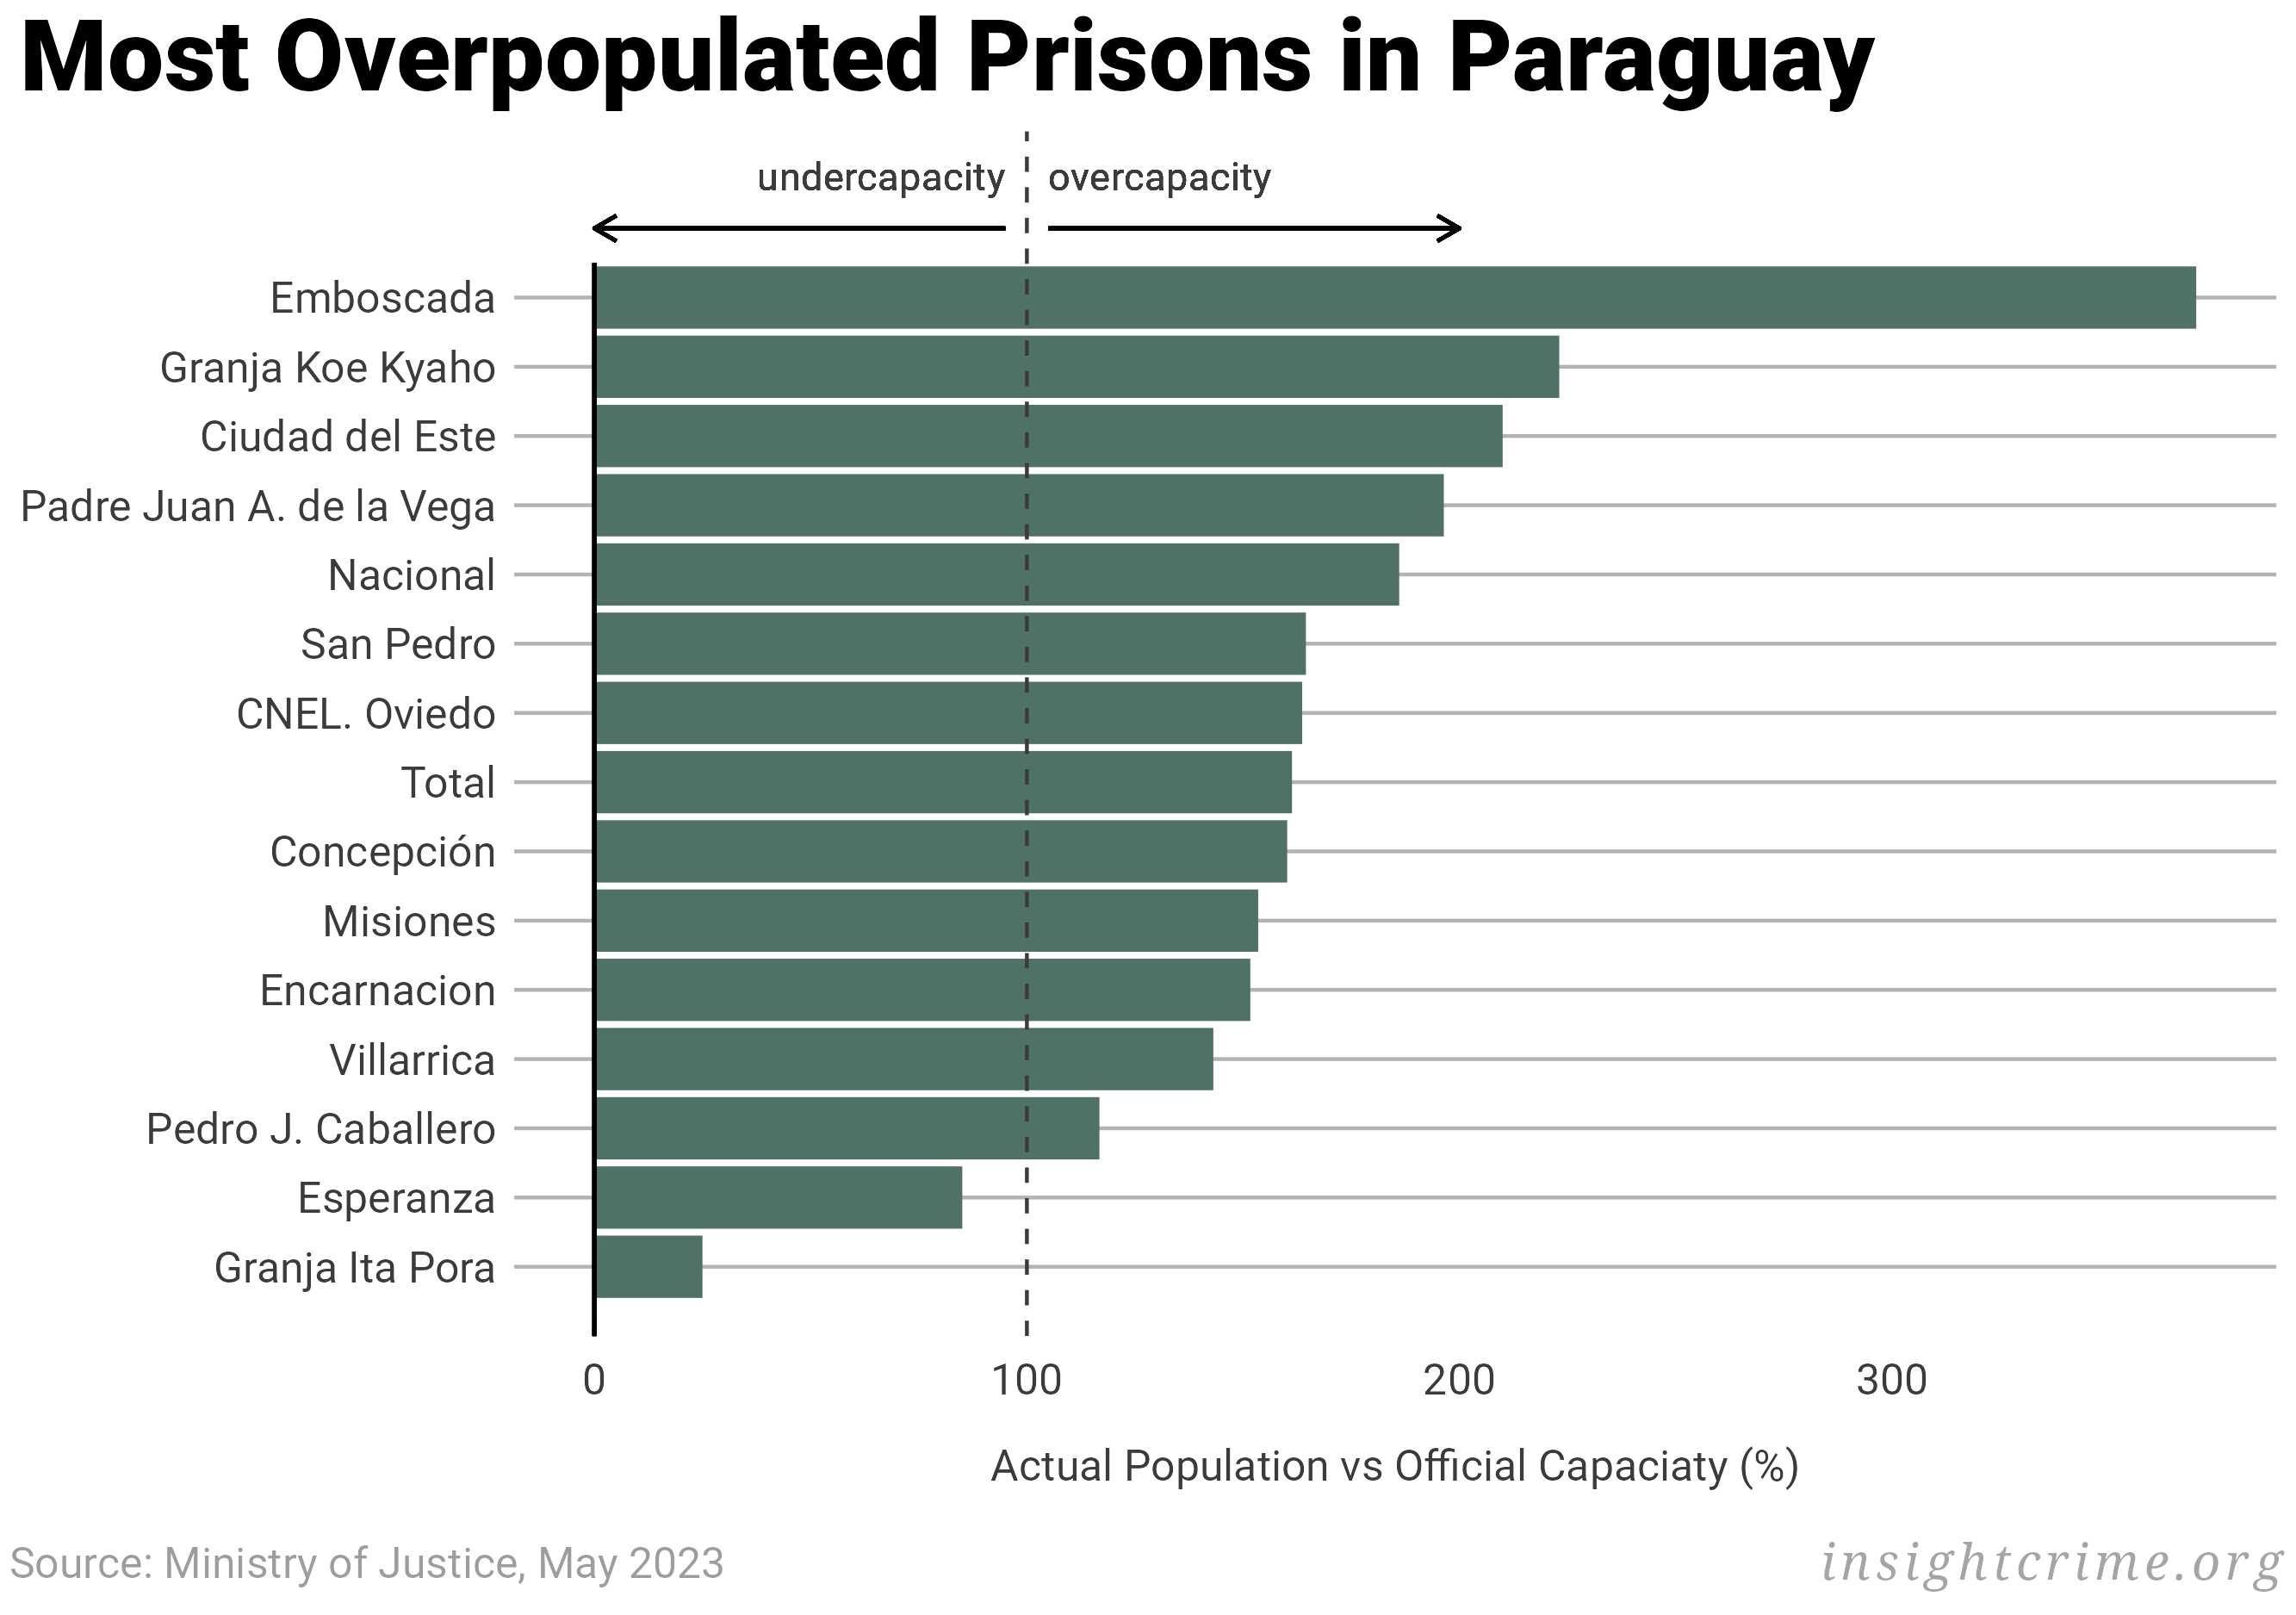 Most Overpopulated Prisons in Paraguay
undercapacity overcapacity
Emboscada
Granja Koe Kyaho
Ciudad del Este
Padre Juan A. de la Vega
Nacional
San Pedro
CNEL. Oviedo
Total
Concepción
Misiones
Encarnacion
Villarrica
Pedro J. Caballero
Esperanza
Granja Ita Pora
0 100 200 300
Actual Population vs Official Capaciaty (%)
Source: Ministry of Justice, May 2023
insightcrime.org